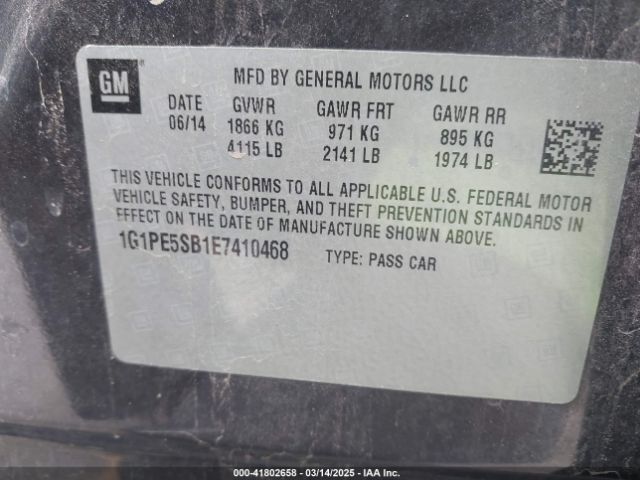 GM
MFD BY GENERAL MOTORS LLC
DATE GVWR GAWR FRT GAWR RR
06/14 1866 KG 971 KG 895 KG
4115 LB 2141 LB 1974 LB
THIS VEHICLE CONFORMS TO ALL APPLICABLE U.S. FEDERAL MOTOR
VEHICLE SAFETY, BUMPER, AND THEFT PREVENTION STANDARDS IN
EFFECT ON THE DATE OF MANUFACTURE SHOWN ABOVE.
1G1PE5SB1E7410468 TYPE: PASS CAR
000-41802658 - 03/14/2025 - IAA Inc.